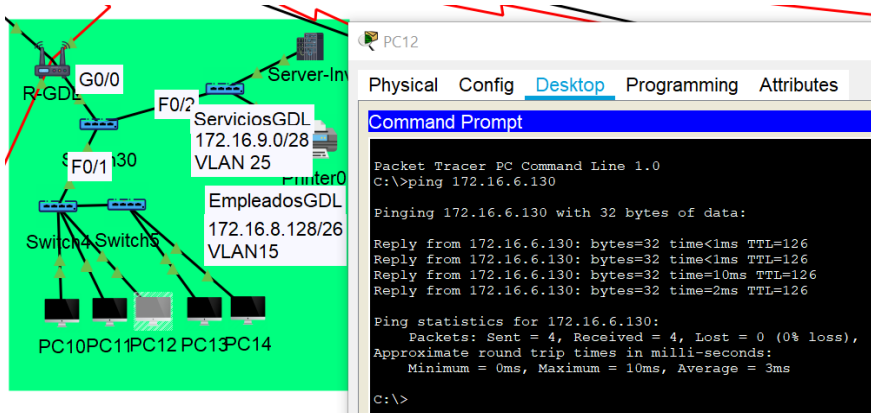 R-GDL
G0/0
Server-Inv
F0/2
ServiciosGDL
172.16.9.0/28
VLAN 25
F0/1
Printer0
EmpleadosGDL
172.16.8.128/26
VLAN15
Switch4
Switch5
PC10
PC11
PC12
PC13
PC14
PC12
Physical
Config
Desktop
Programming
Attributes
Command Prompt
Packet Tracer PC Command Line 1.0
C:\>ping 172.16.6.130
Pinging 172.16.6.130 with 32 bytes of data:
Reply from 172.16.6.130: bytes=32 time<1ms TTL=126
Reply from 172.16.6.130: bytes=32 time<1ms TTL=126
Reply from 172.16.6.130: bytes=32 time=10ms TTL=126
Reply from 172.16.6.130: bytes=32 time=2ms TTL=126
Ping statistics for 172.16.6.130:
Packets: Sent = 4, Received = 4, Lost = 0 (0% loss),
Approximate round trip times in milli-seconds:
Minimum = 0ms, Maximum = 10ms, Average = 3ms
C:\>